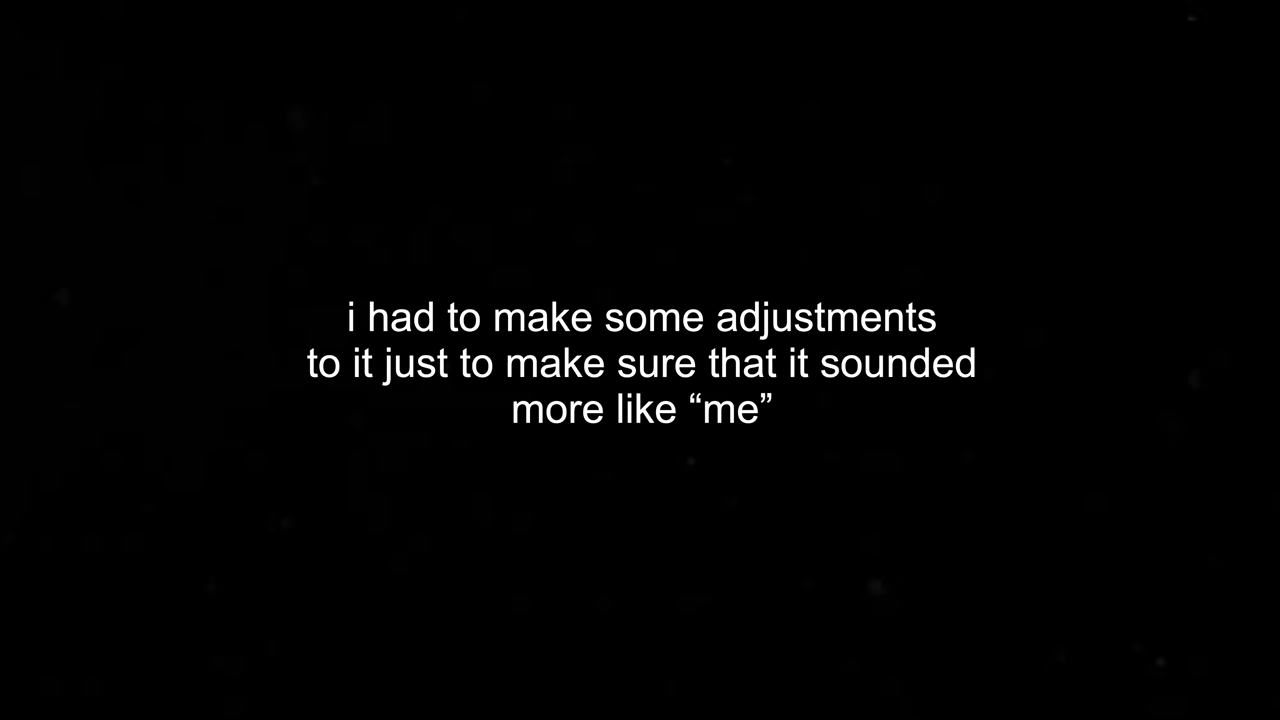 i had to make some adjustments
to it just to make sure that it sounded
more like “me”